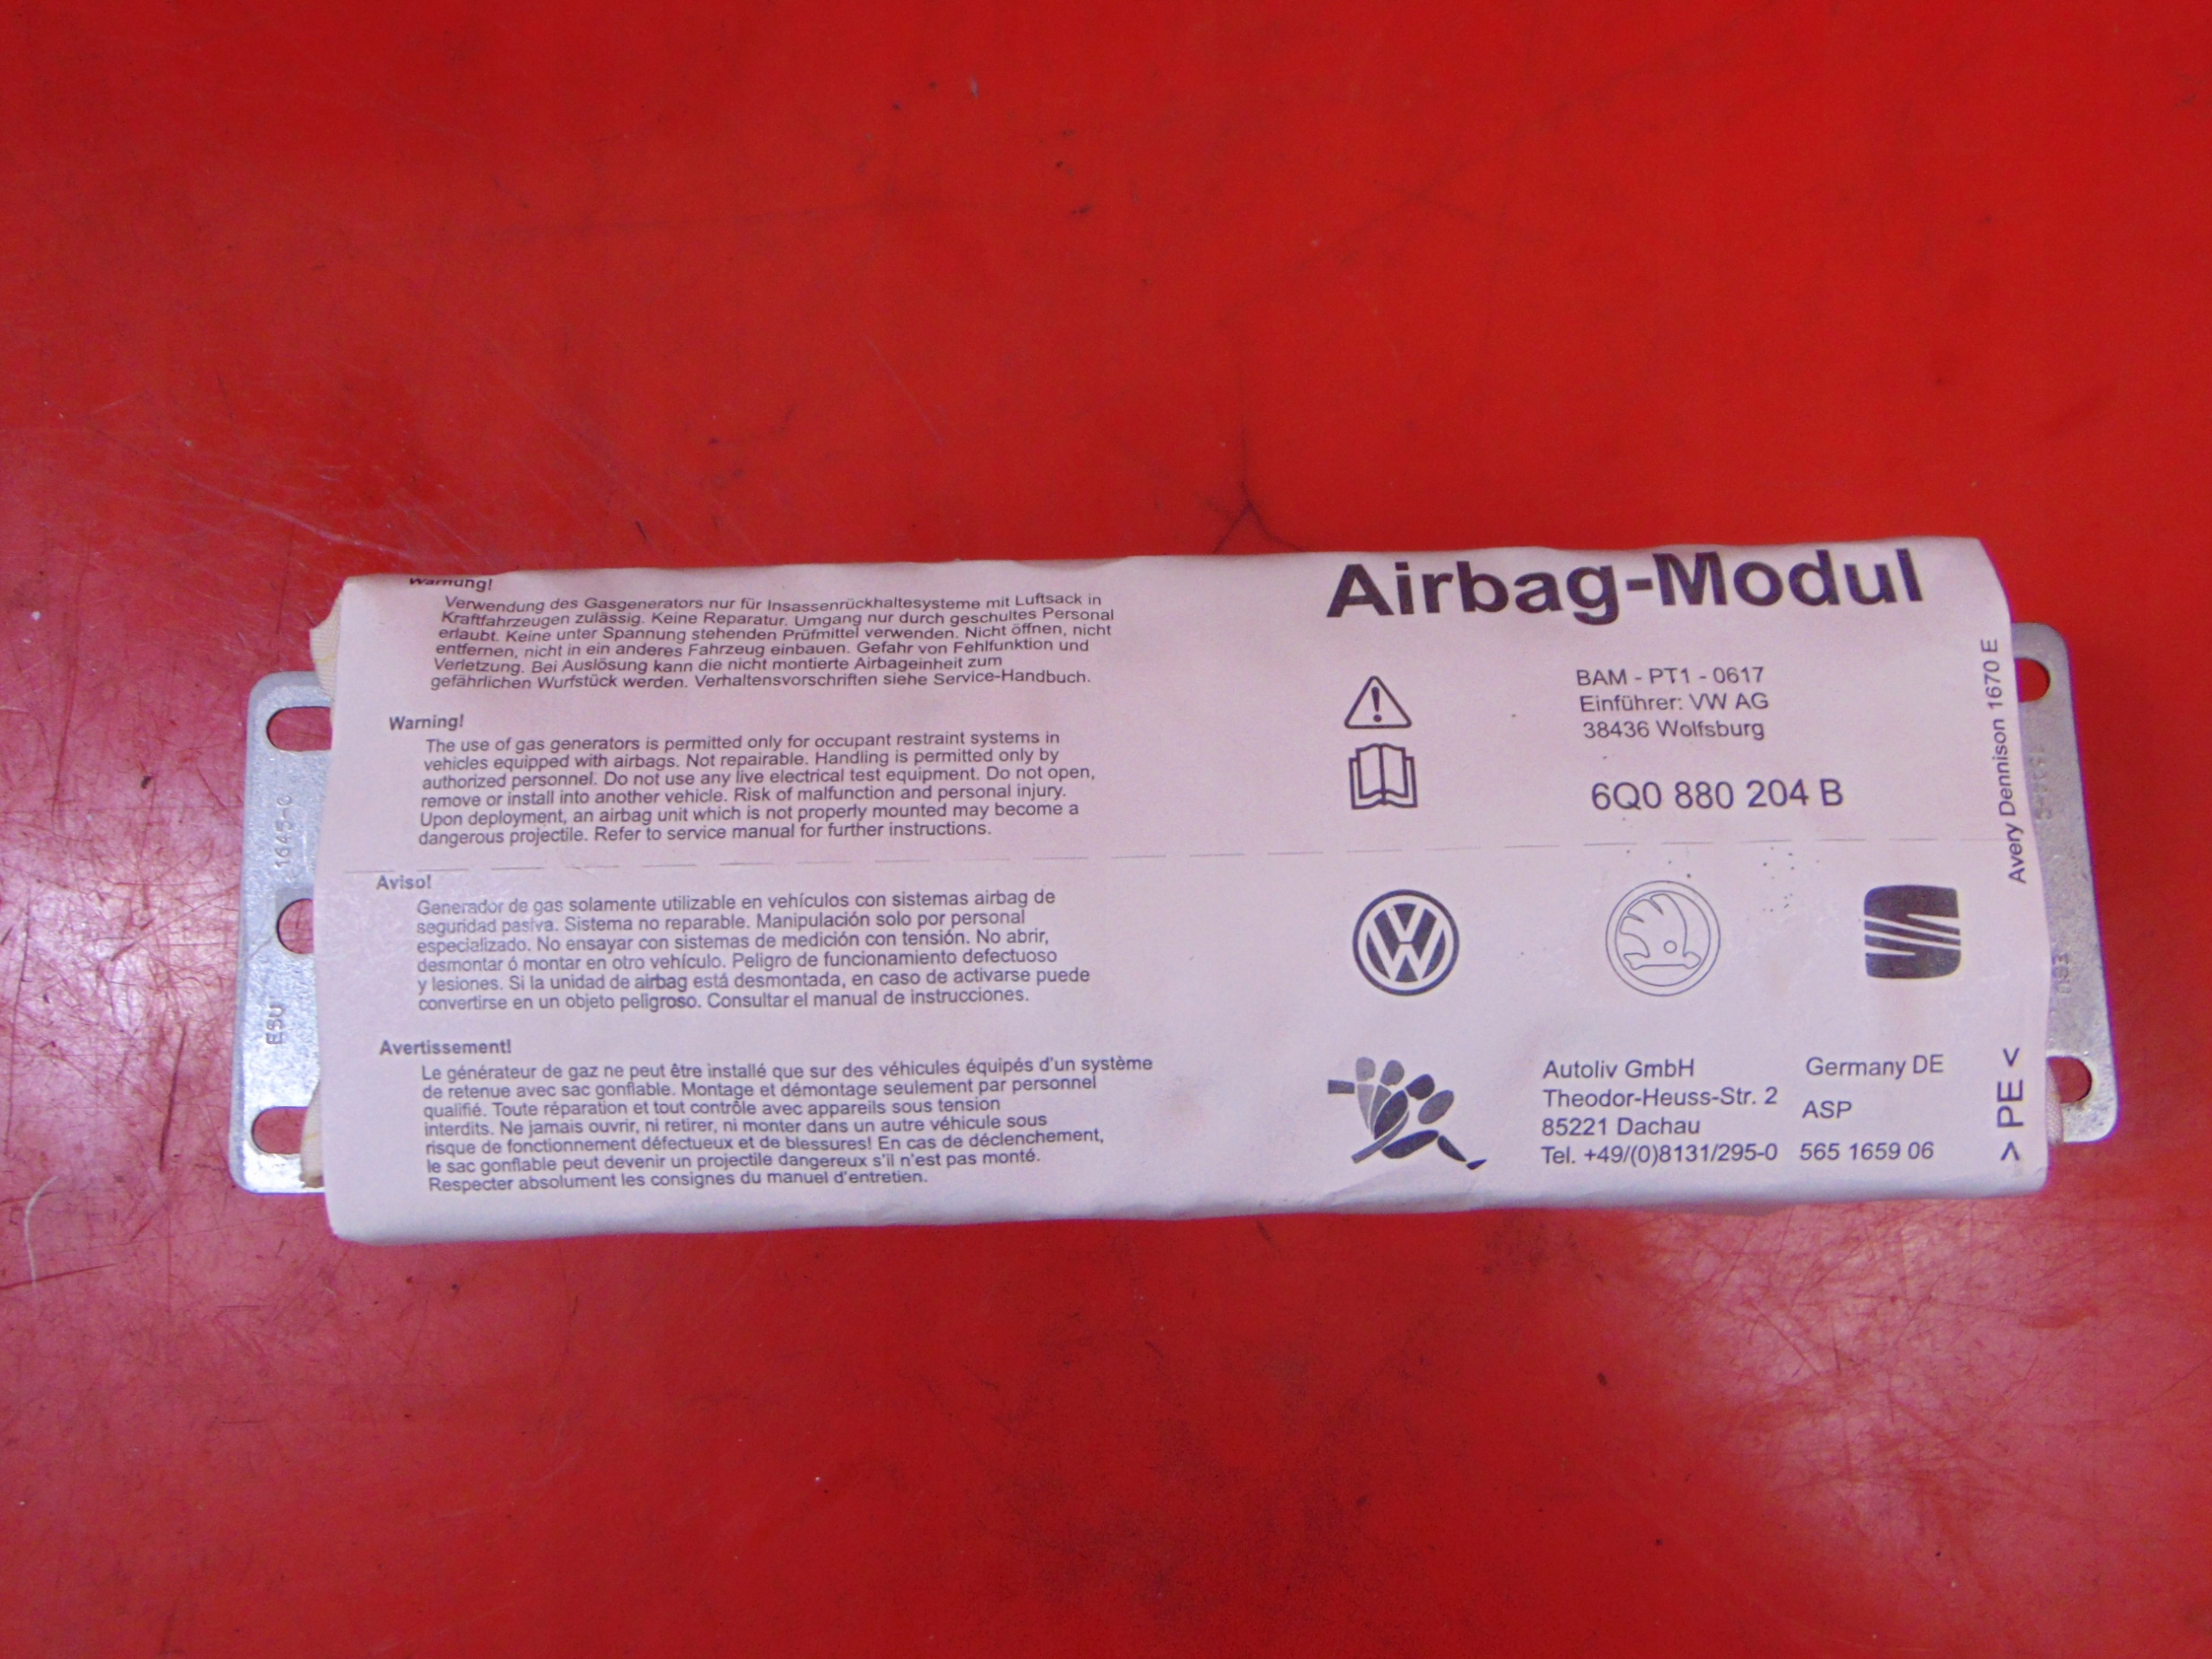 Warnung!
Verwendung des Gasgenerators nur für Insassenrückhaltesysteme mit Luftsack in
Kraftfahrzeugen zulässig. Keine Reparatur. Umgang nur durch geschultes Personal
erlaubt. Keine unter Spannung stehenden Prüfmittel verwenden. Nicht öffnen, nicht
entfernen, nicht in ein anderes Fahrzeug einbauen. Gefahr von Fehlfunktion und
Verletzung. Bei Auslösung kann die nicht montierte Airbageinheit zum
gefährlichen Wurfstück werden. Verhaltensvorschriften siehe Service-Handbuch.
Warning!
The use of gas generators is permitted only for occupant restraint systems in
vehicles equipped with airbags. Not repairable. Handling is permitted only by
authorized personnel. Do not use any live electrical test equipment. Do not open,
remove or install into another vehicle. Risk of malfunction and personal injury.
Upon deployment, an airbag unit which is not properly mounted may become a
dangerous projectile. Refer to service manual for further instructions.
Aviso!
Generador de gas solamente utilizable en vehículos con sistemas airbag de
seguridad pasiva. Sistema no reparable. Manipulación solo por personal
especializado. No ensayar con sistemas de medición con tensión. No abrir,
desmontar ó montar en otro vehículo. Peligro de funcionamiento defectuoso
y lesiones. Si la unidad de airbag está desmontada, en caso de activarse puede
convertirse en un objeto peligroso. Consultar el manual de instrucciones.
Avertissement!
Le générateur de gaz ne peut être installé que sur des véhicules équipés d'un système
de retenue avec sac gonflable. Montage et démontage seulement par personnel
qualifié. Toute réparation et tout contrôle avec appareils sous tension
interdits. Ne jamais ouvrir, ni retirer, ni monter dans un autre véhicule sous
risque de fonctionnement défectueux et de blessures! En cas de déclenchement,
le sac gonflable peut devenir un projectile dangereux s'il n'est pas monté.
Respecter absolument les consignes du manuel d'entretien.
Airbag-Modul
BAM - PT1 - 0617
Einführer: VW AG
38436 Wolfsburg
6Q0 880 204 B
Autoliv GmbH
Theodor-Heuss-Str. 2
85221 Dachau
Tel. +49/(0)8131/295-0
Germany DE
ASP
565 1659 06
Avery Dennison 1670 E
> PE <
ESU